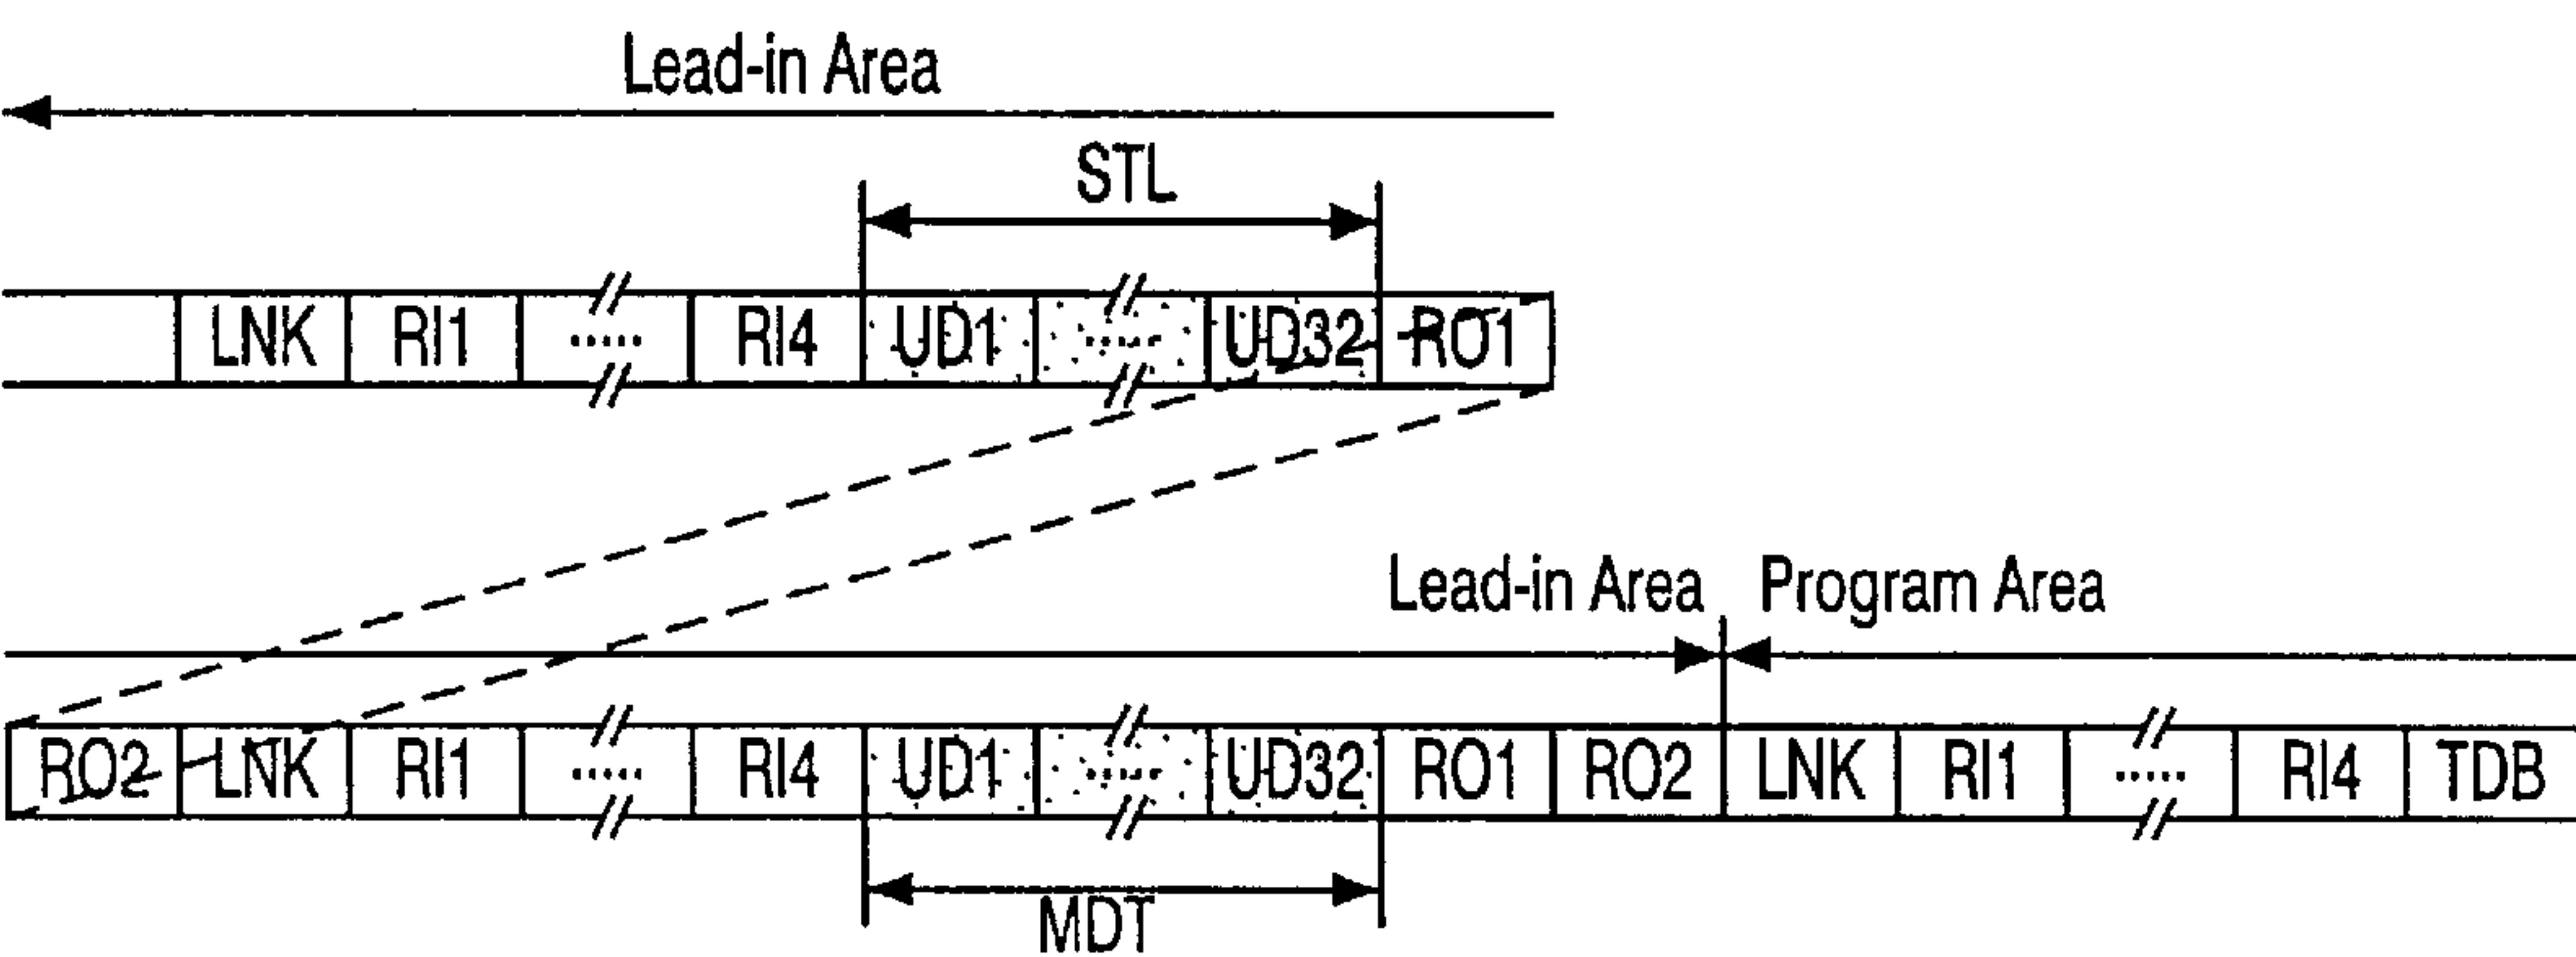 Lead-in Area
STL
LNK RI1 ..... RI4 UD1 ..... UD32 RO1
Lead-in Area Program Area
RO2 LNK RI1 ..... RI4 UD1 ..... UD32 RO1 RO2 LNK RI1 ..... RI4 TDB
MDT